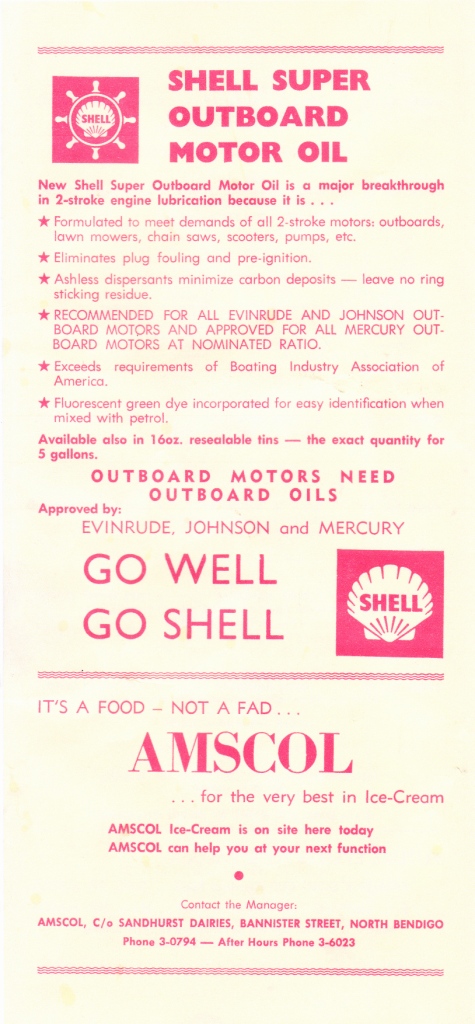 SHELL
SHELL SUPER
OUTBOARD
MOTOR OIL
New Shell Super Outboard Motor Oil is a major breakthrough
in 2-stroke engine lubrication because it is . . .
★ Formulated to meet demands of all 2-stroke motors: outboards,
lawn mowers, chain saws, scooters, pumps, etc.
★ Eliminates plug fouling and pre-ignition.
★ Ashless dispersants minimize carbon deposits — leave no ring
sticking residue.
★ RECOMMENDED FOR ALL EVINRUDE AND JOHNSON OUT-
BOARD MOTORS AND APPROVED FOR ALL MERCURY OUT-
BOARD MOTORS AT NOMINATED RATIO.
★ Exceeds requirements of Boating Industry Association of
America.
★ Fluorescent green dye incorporated for easy identification when
mixed with petrol.
Available also in 16oz. resealable tins — the exact quantity for
5 gallons.
OUTBOARD MOTORS NEED
OUTBOARD OILS
Approved by:
EVINRUDE, JOHNSON and MERCURY
GO WELL
GO SHELL
SHELL
IT'S A FOOD – NOT A FAD . . .
AMSCOL
. . . for the very best in Ice-Cream
AMSCOL Ice-Cream is on site here today
AMSCOL can help you at your next function
●
Contact the Manager:
AMSCOL, C/o SANDHURST DAIRIES, BANNISTER STREET, NORTH BENDIGO
Phone 3-0794 — After Hours Phone 3-6023